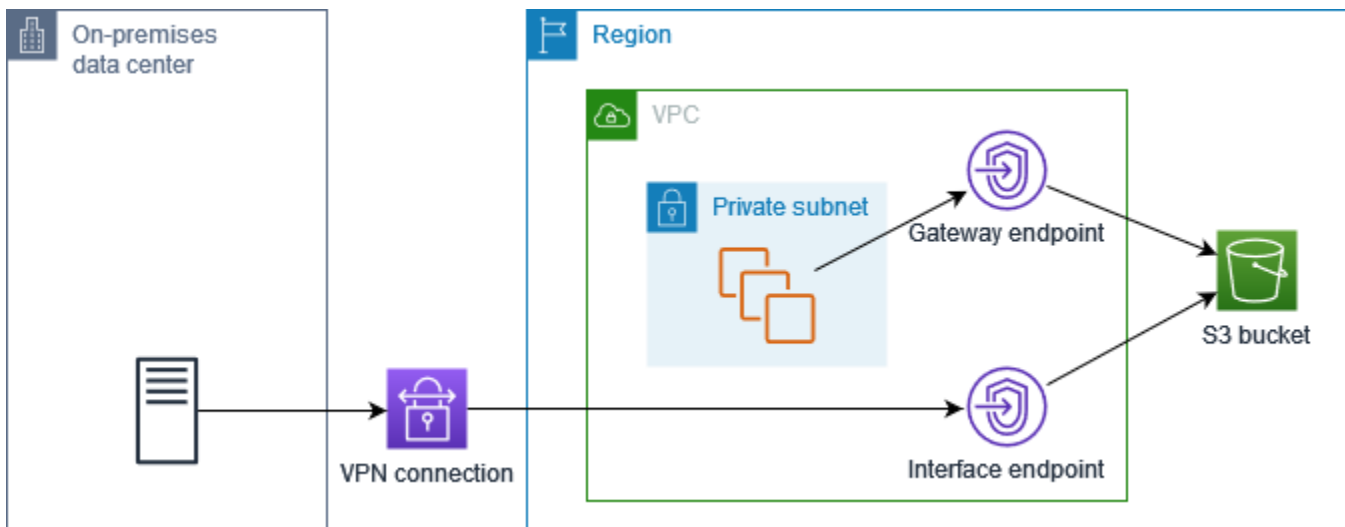 On-premises
data center
Region
VPC
Private subnet
Gateway endpoint
S3 bucket
VPN connection
Interface endpoint